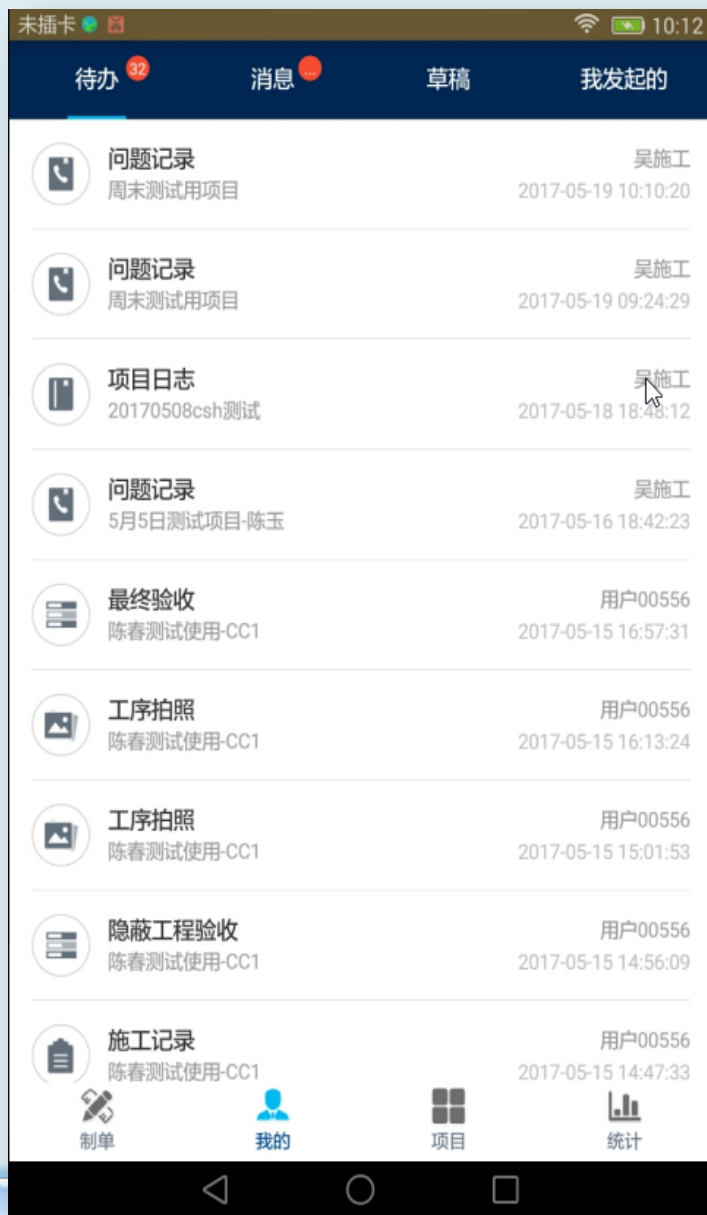 未插卡 10:12
待办 32 消息 ... 草稿 我发起的
问题记录 吴施工
周末测试用项目 2017-05-19 10:10:20
问题记录 吴施工
周末测试用项目 2017-05-19 09:24:29
项目日志 吴施工
20170508csh测试 2017-05-18 18:48:12
问题记录 吴施工
5月5日测试项目-陈玉 2017-05-16 18:42:23
最终验收 用户00556
陈春测试使用-CC1 2017-05-15 16:57:31
工序拍照 用户00556
陈春测试使用-CC1 2017-05-15 16:13:24
工序拍照 用户00556
陈春测试使用-CC1 2017-05-15 15:01:53
隐蔽工程验收 用户00556
陈春测试使用-CC1 2017-05-15 14:56:09
施工记录 用户00556
陈春测试使用-CC1 2017-05-15 14:47:33
制单 我的 项目 统计